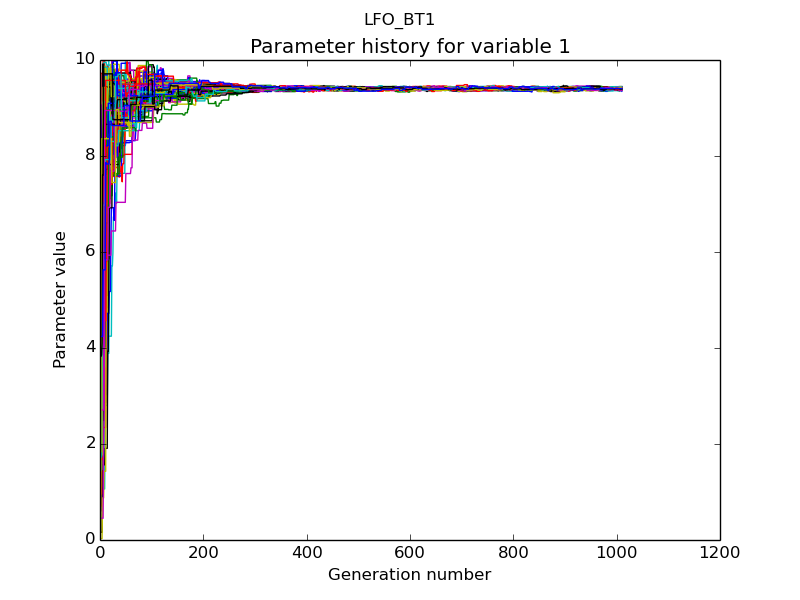 LFO_BT1
Parameter history for variable 1
10
8
6
4
2
0
Parameter value
0 200 400 600 800 1000 1200
Generation number